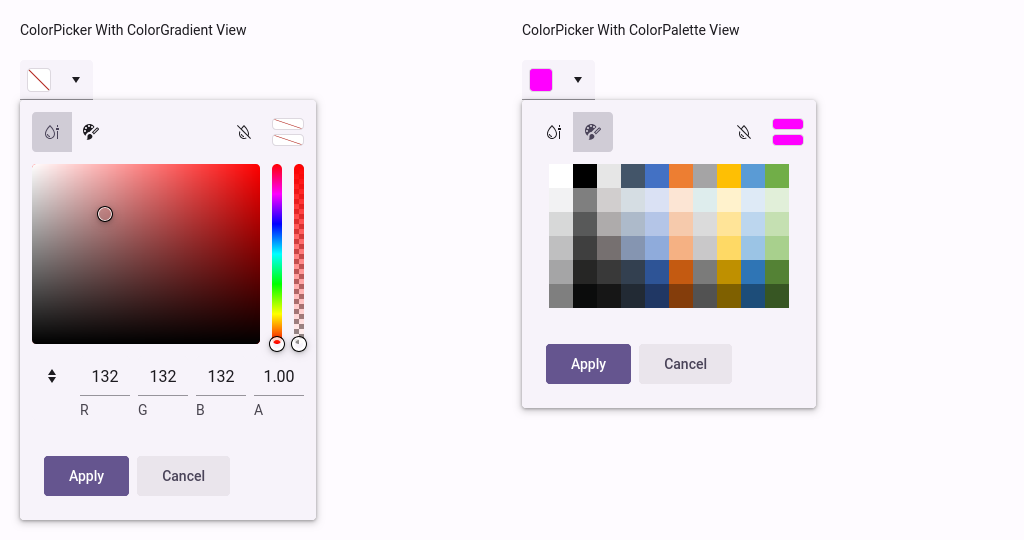 ColorPicker With ColorGradient View
132 132 132 1.00
R G B A
Apply Cancel
ColorPicker With ColorPalette View
Apply Cancel